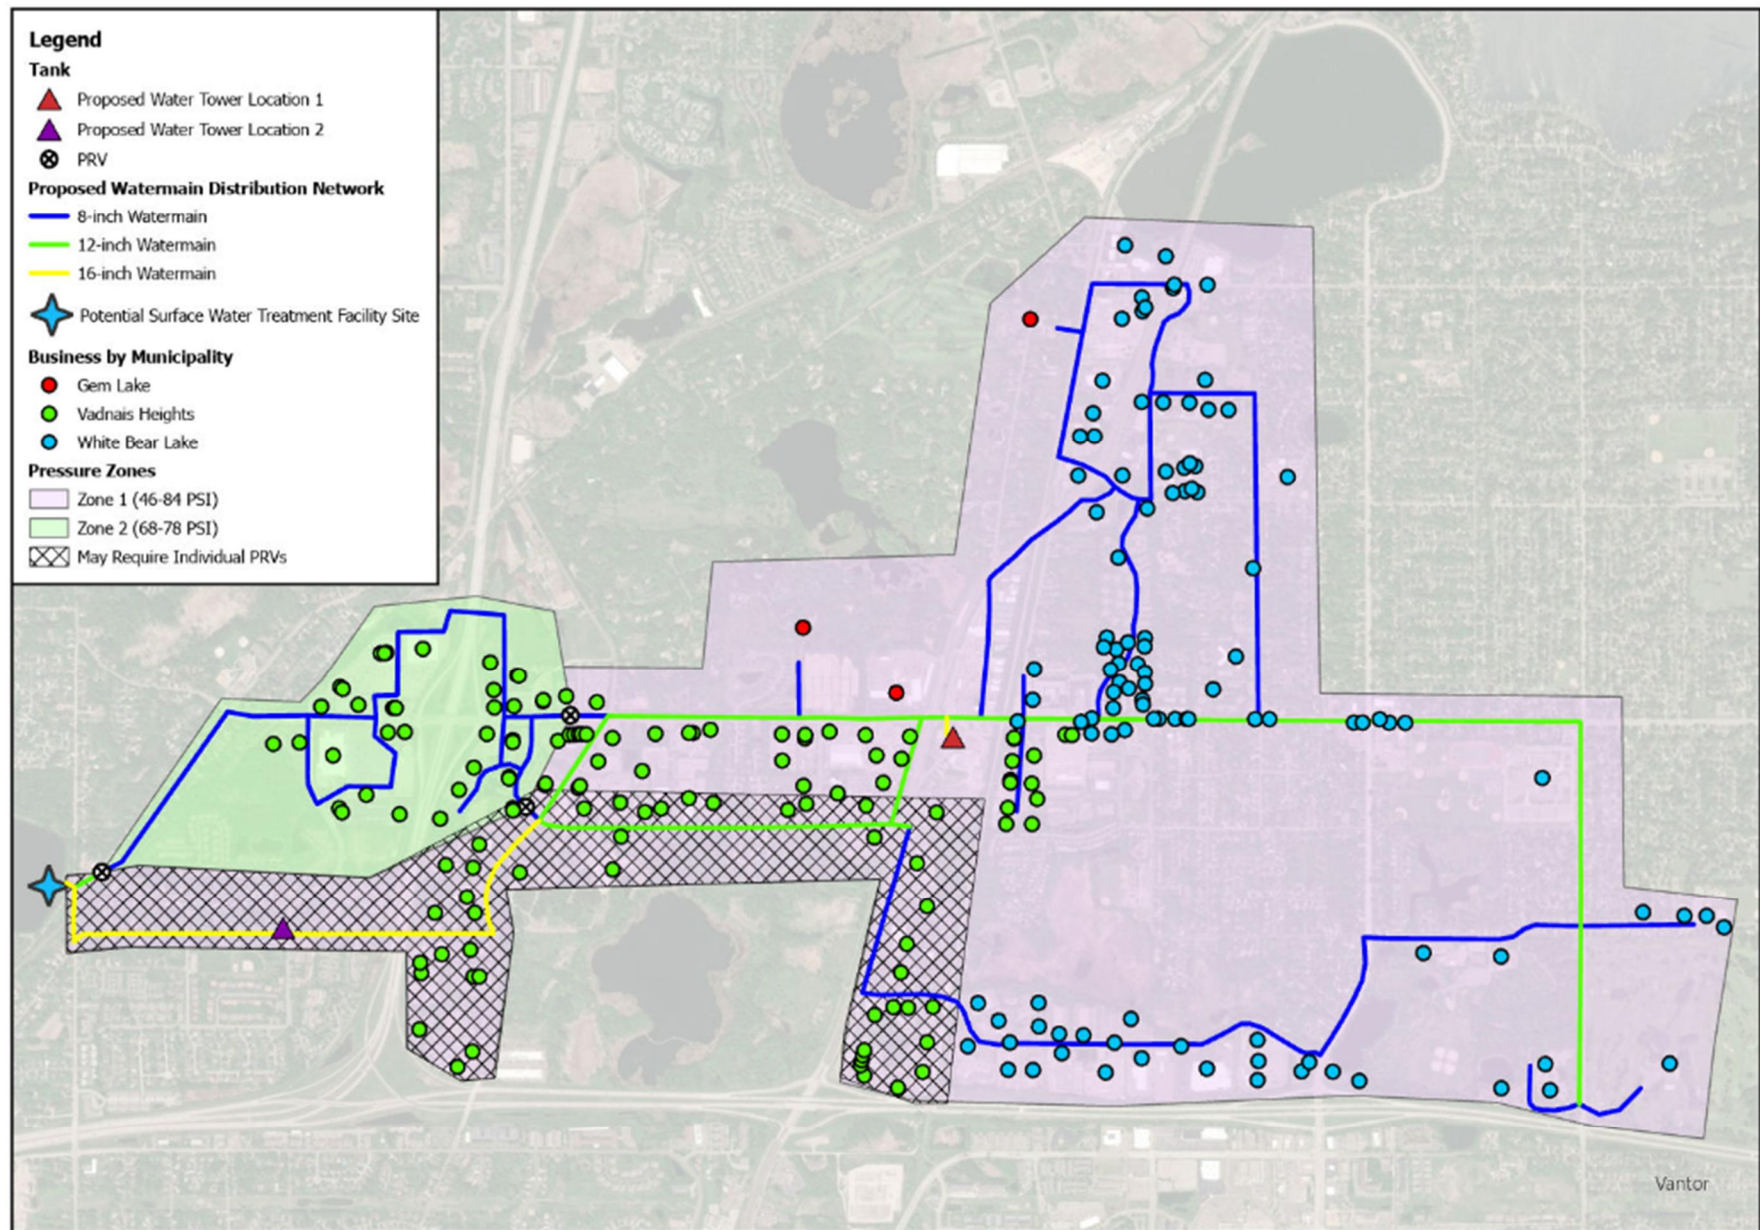 Legend
Tank
Proposed Water Tower Location 1
Proposed Water Tower Location 2
PRV
Proposed Watermain Distribution Network
8-inch Watermain
12-inch Watermain
16-inch Watermain
Potential Surface Water Treatment Facility Site
Business by Municipality
Gem Lake
Vadnais Heights
White Bear Lake
Pressure Zones
Zone 1 (46-84 PSI)
Zone 2 (68-78 PSI)
May Require Individual PRVs
Vantor